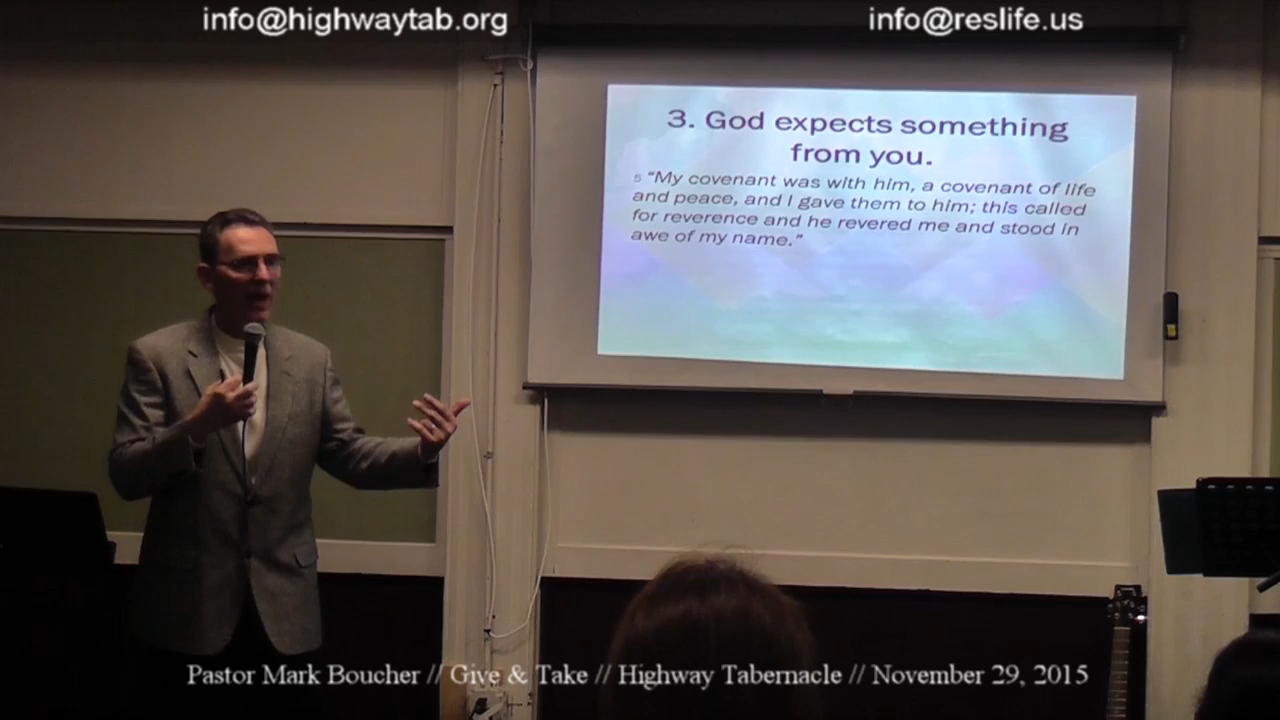 info@highwaytab.org
info@reslife.us
3. God expects something
from you.
5 “My covenant was with him, a covenant of life
and peace, and I gave them to him; this called
for reverence and he revered me and stood in
awe of my name.”
Pastor Mark Boucher // Give & Take // Highway Tabernacle // November 29, 2015